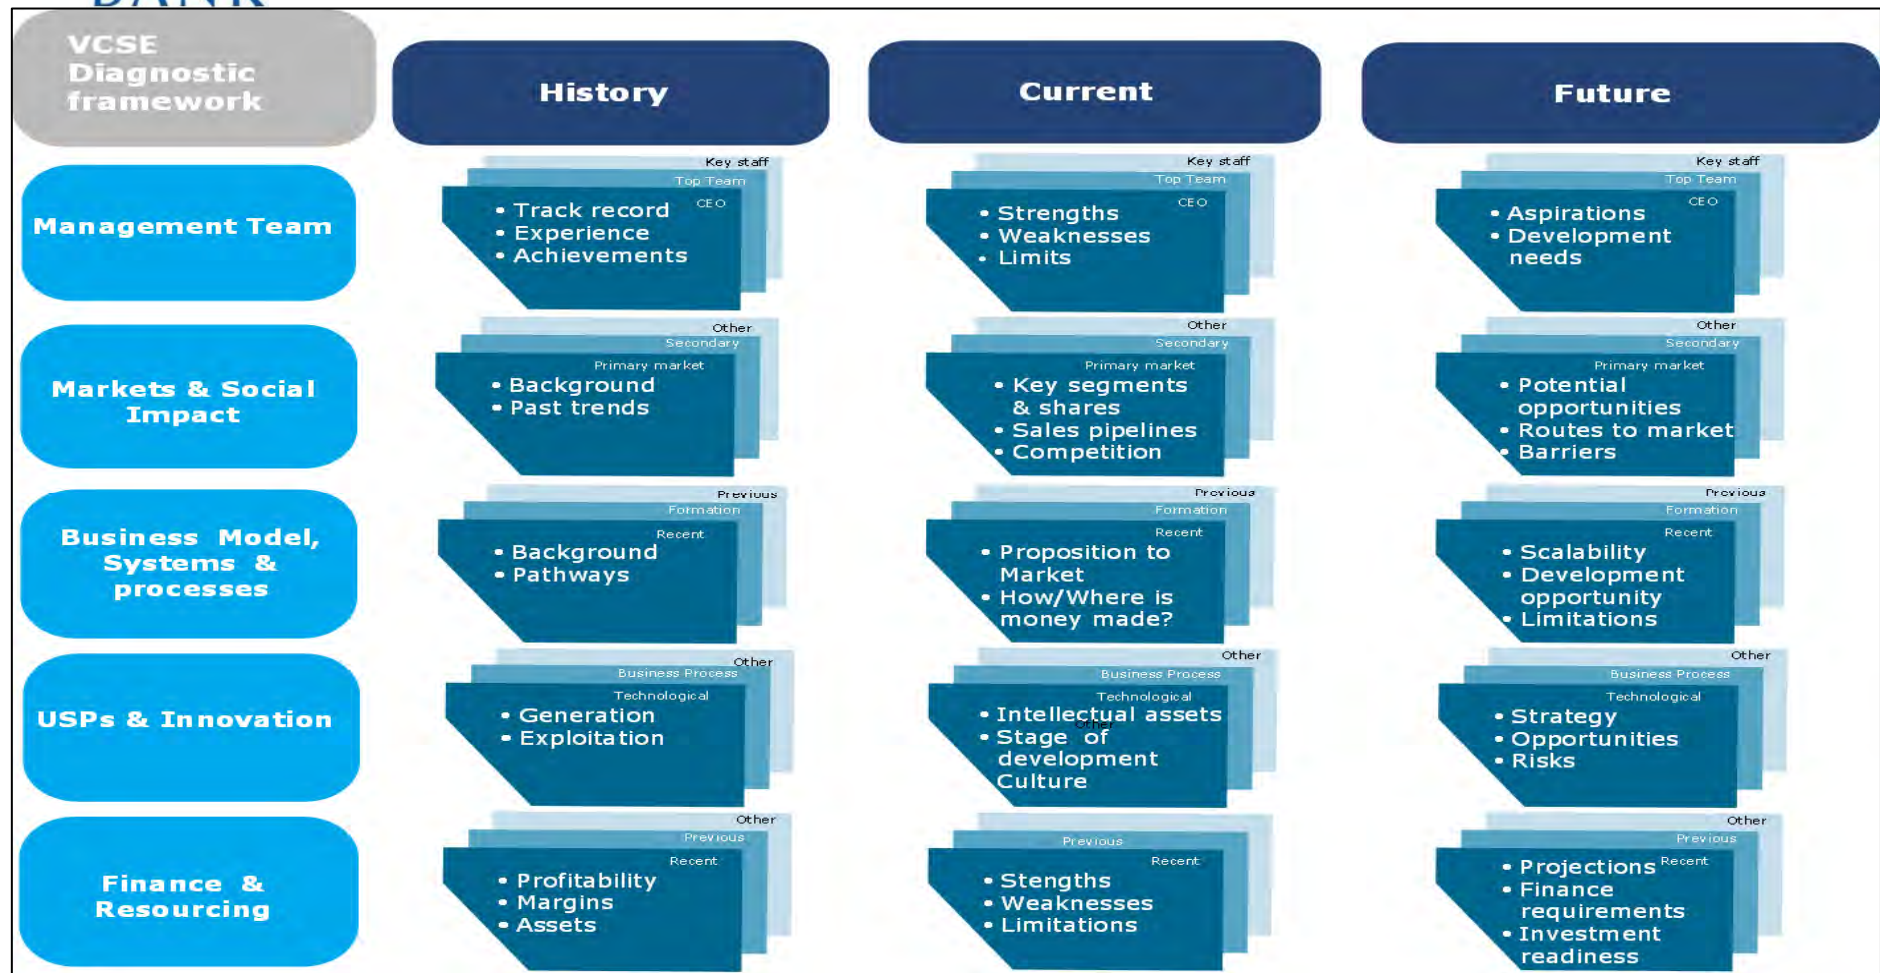 BANK
VCSE
Diagnostic
framework
History
Current
Future
Management Team
Key staff
Top Team
CEO
• Track record
• Experience
• Achievements
Key staff
Top Team
CEO
• Strengths
• Weaknesses
• Limits
Key staff
Top Team
CEO
• Aspirations
• Development
needs
Markets & Social
Impact
Other
Secondary
Primary market
• Background
• Past trends
Other
Secondary
Primary market
• Key segments
& shares
• Sales pipelines
• Competition
Other
Secondary
Primary market
• Potential
opportunities
• Routes to market
• Barriers
Business Model,
Systems &
processes
Previous
Formation
Recent
• Background
• Pathways
Previous
Formation
Recent
• Proposition to
Market
• How/Where is
money made?
Previous
Formation
Recent
• Scalability
• Development
opportunity
• Limitations
USPs & Innovation
Other
Business Process
Technological
• Generation
• Exploitation
Other
Business Process
Technological
• Intellectual assets
Other
• Stage of
development
Culture
Other
Business Process
Technological
• Strategy
• Opportunities
• Risks
Finance &
Resourcing
Other
Previous
Recent
• Profitability
• Margins
• Assets
Previous
Recent
• Stengths
• Weaknesses
• Limitations
Other
Previous
Recent
• Projections
• Finance
requirements
• Investment
readiness